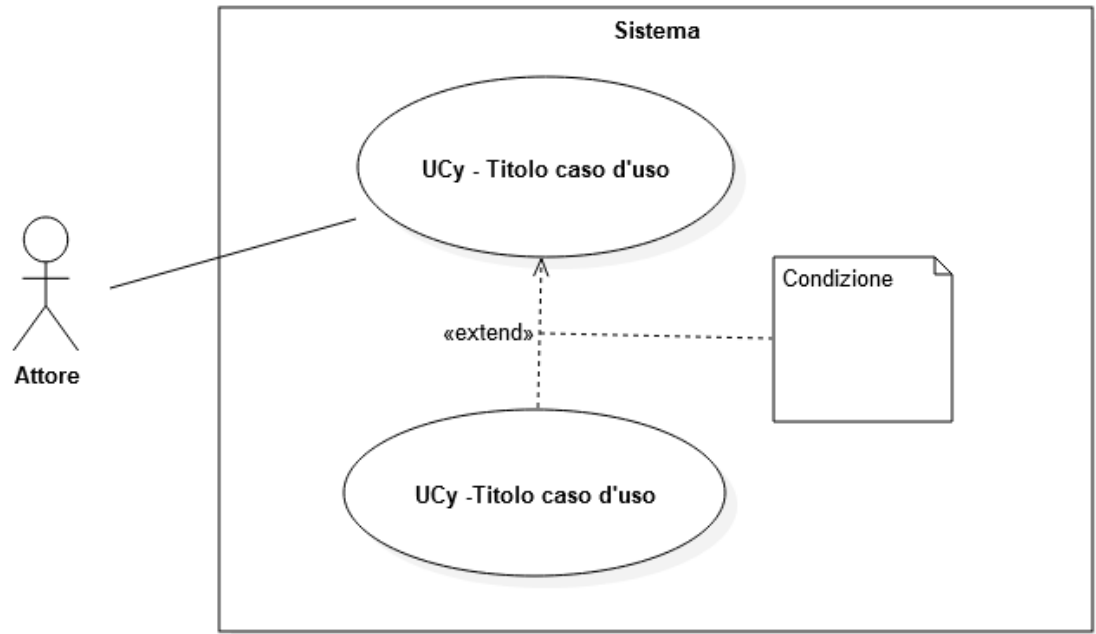 Sistema
UCy - Titolo caso d'uso
Condizione
«extend»
Attore
UCy -Titolo caso d'uso